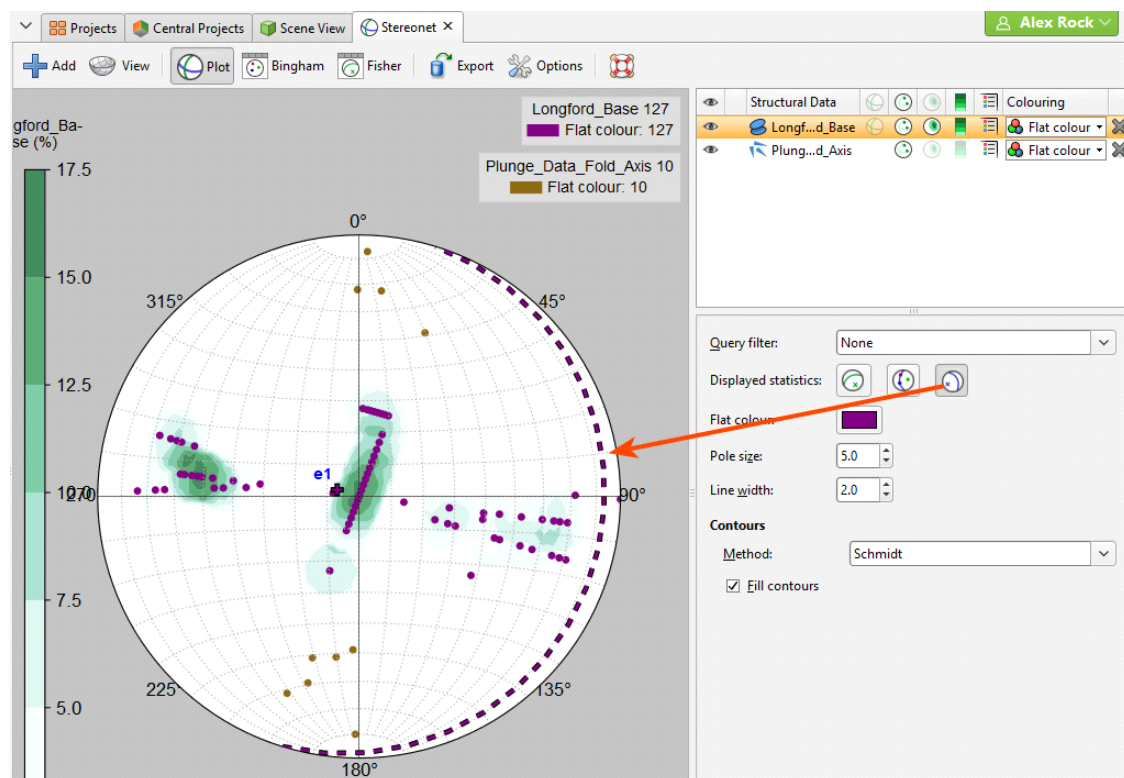 Projects Central Projects Scene View Stereonet Alex Rock
Add View Plot Bingham Fisher Export Options
Longford_Base 127
Flat colour: 127
Plunge_Data_Fold_Axis 10
Flat colour: 10
gford_Ba-
se (%)
17.5
15.0
12.5
10.0
7.5
5.0
0°
45°
90°
135°
180°
225°
270
315°
e1
Structural Data Colouring
Longf...d_Base Flat colour
Plung...d_Axis Flat colour
Query filter: None
Displayed statistics:
Flat colour:
Pole size: 5.0
Line width: 2.0
Contours
Method: Schmidt
Fill contours